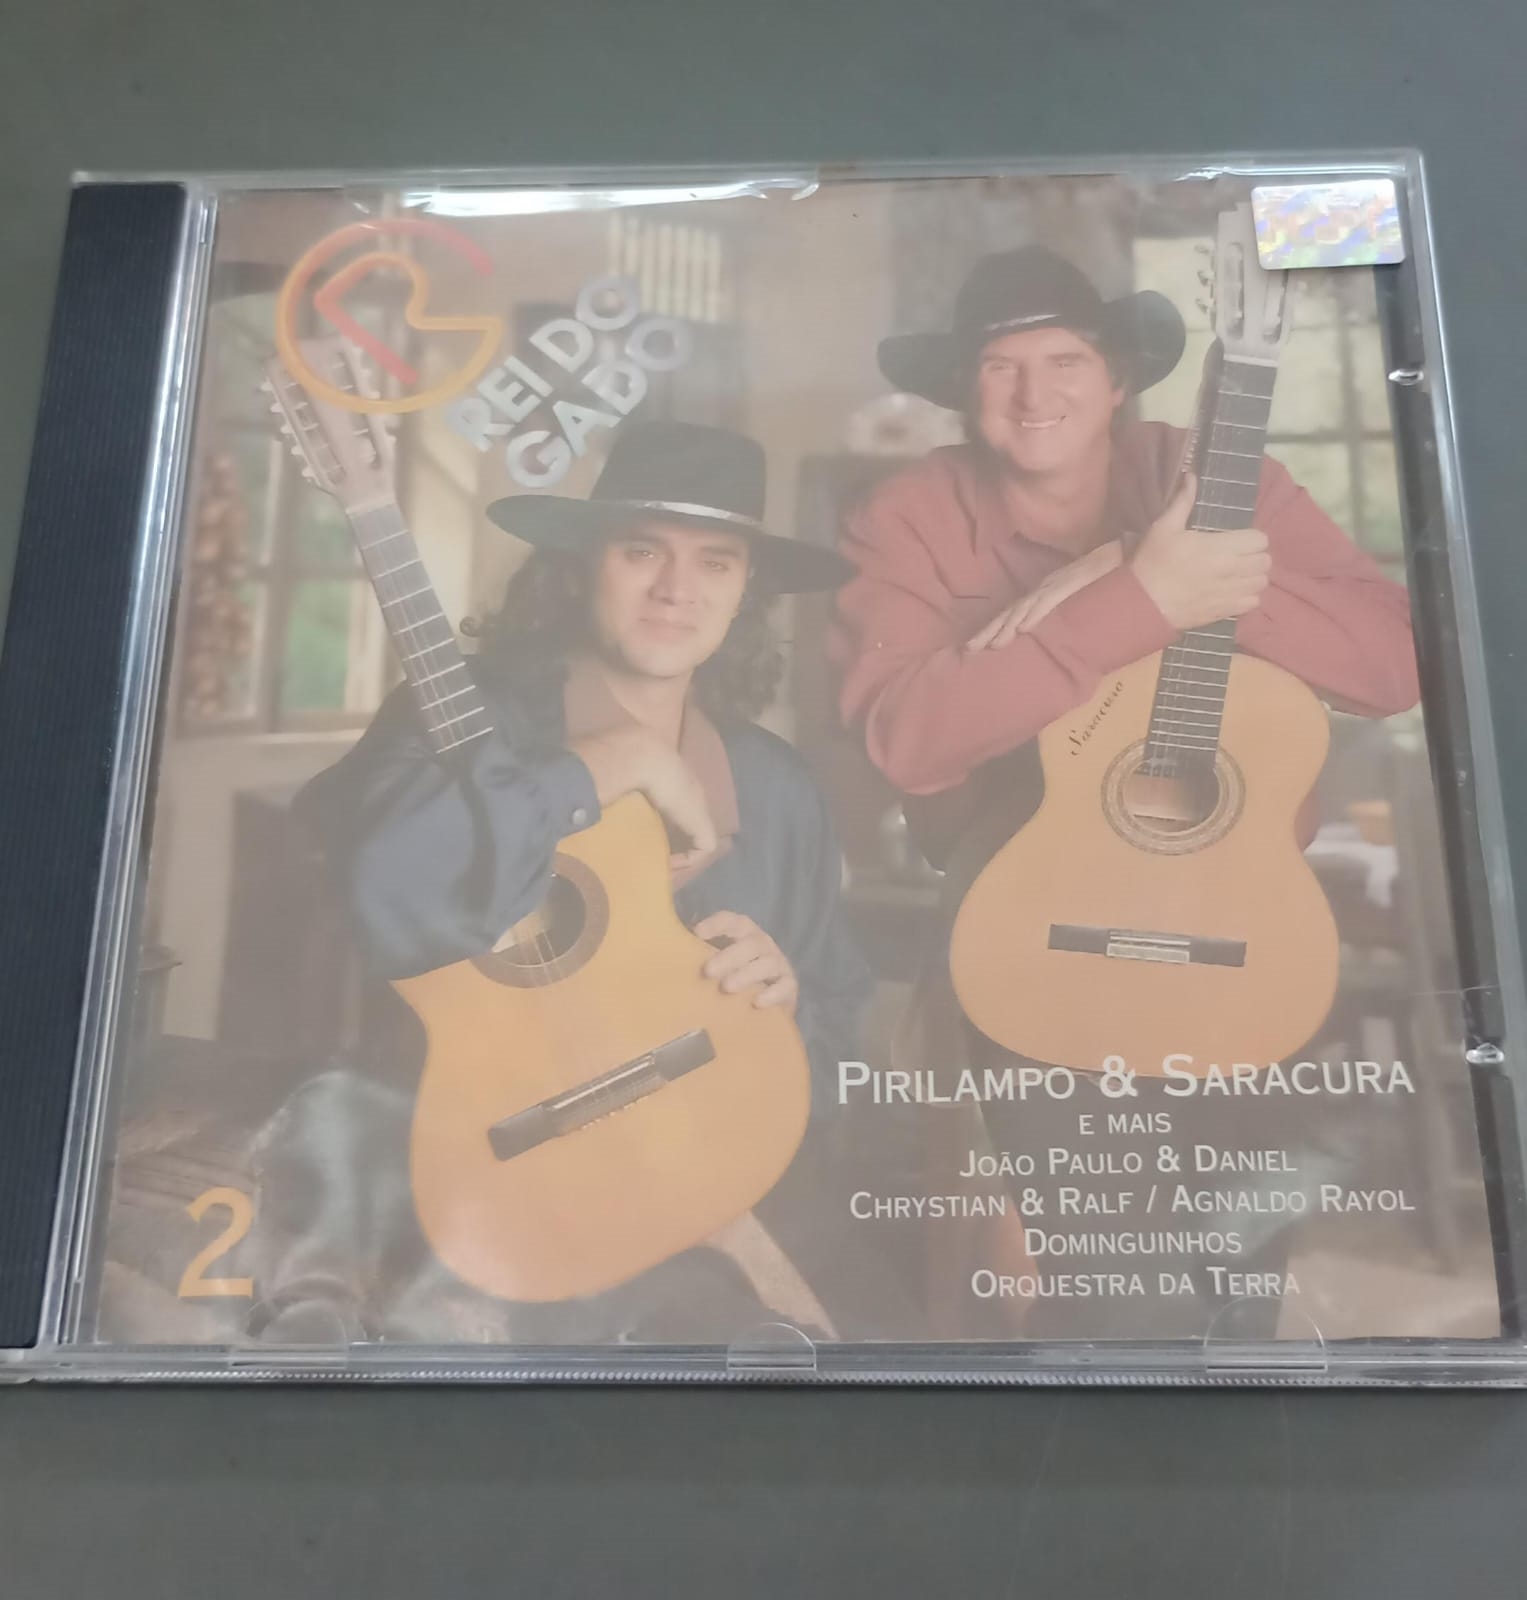 REI DO
GADO
Saracura
PIRILAMPO & SARACURA
E MAIS
JOÃO PAULO & DANIEL
CHRYSTIAN & RALF / AGNALDO RAYOL
DOMINGUINHOS
ORQUESTRA DA TERRA
2